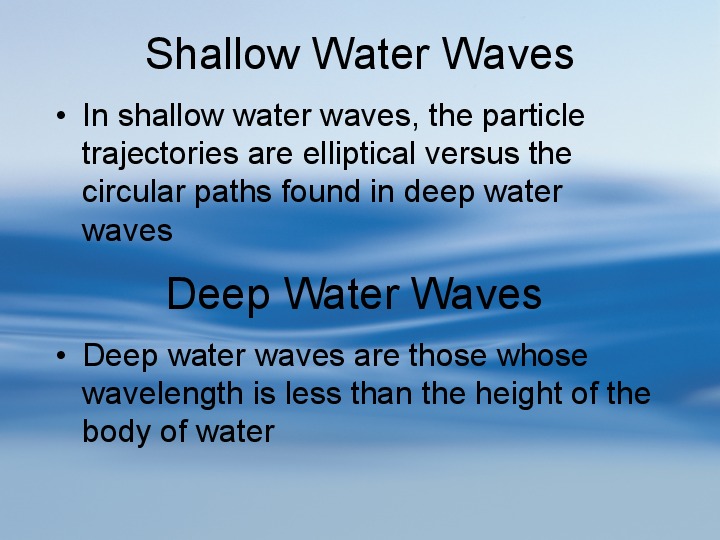 Shallow Water Waves
• In shallow water waves, the particle
trajectories are elliptical versus the
circular paths found in deep water
waves
Deep Water Waves
• Deep water waves are those whose
wavelength is less than the height of the
body of water